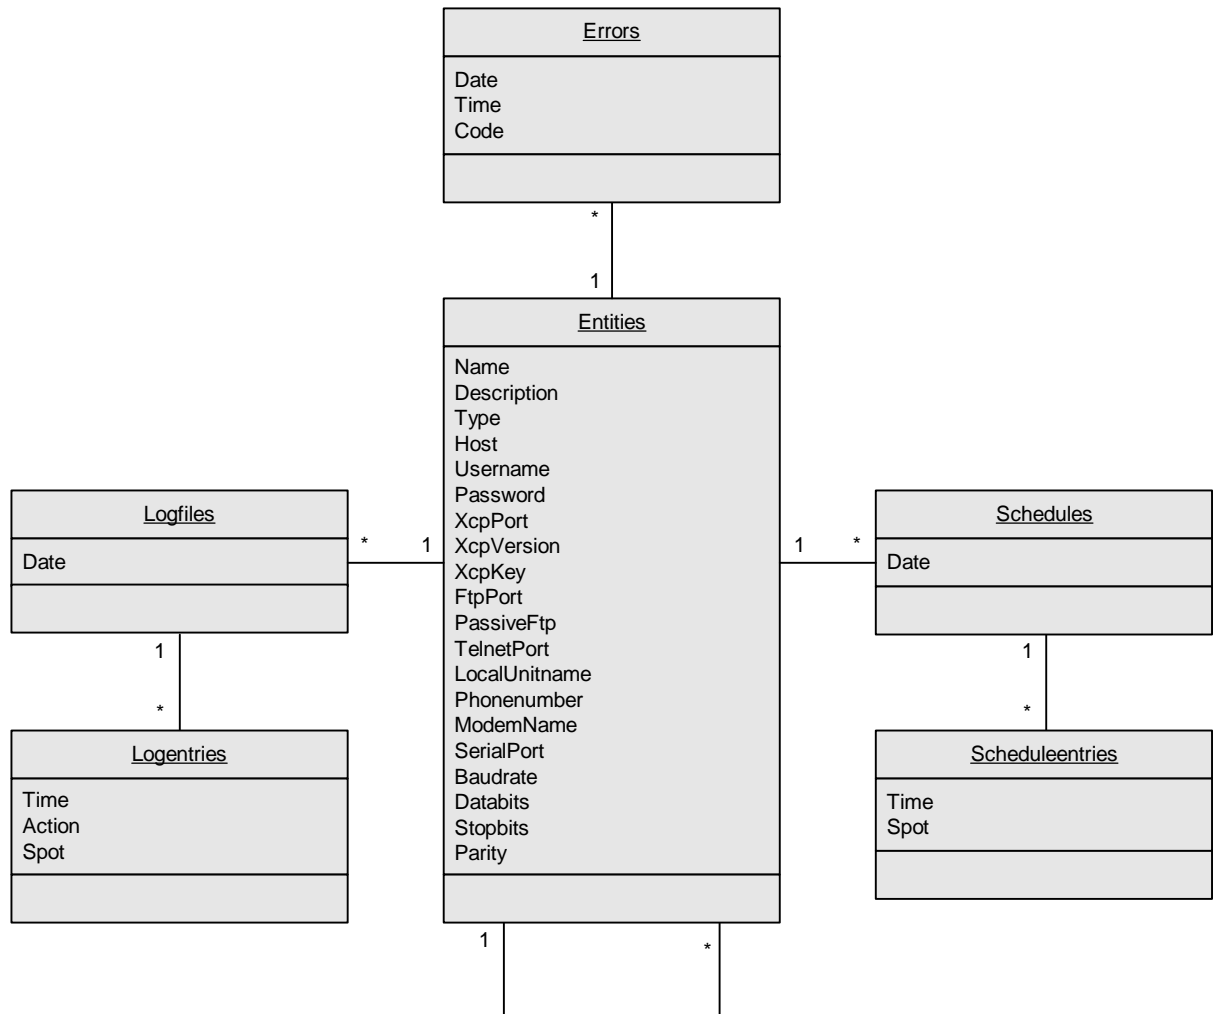 Errors
Date
Time
Code
*
1
Entities
Name
Description
Type
Host
Username
Password
XcpPort
XcpVersion
XcpKey
FtpPort
PassiveFtp
TelnetPort
LocalUnitname
Phonenumber
ModemName
SerialPort
Baudrate
Databits
Stopbits
Parity
Logfiles
Date
* 1
1
*
Logentries
Time
Action
Spot
Schedules
Date
1 *
1
*
Scheduleentries
Time
Spot
1 *